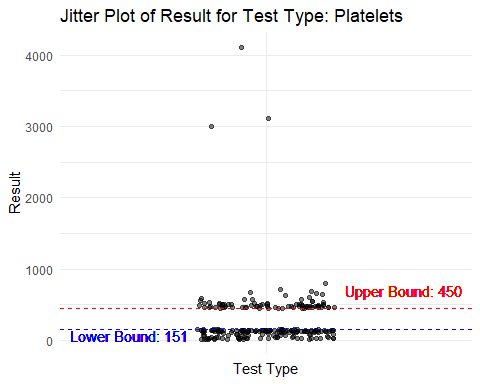 Jitter Plot of Result for Test Type: Platelets
4000
3000
2000
1000
0
Result
Upper Bound: 450
Lower Bound: 151
Test Type